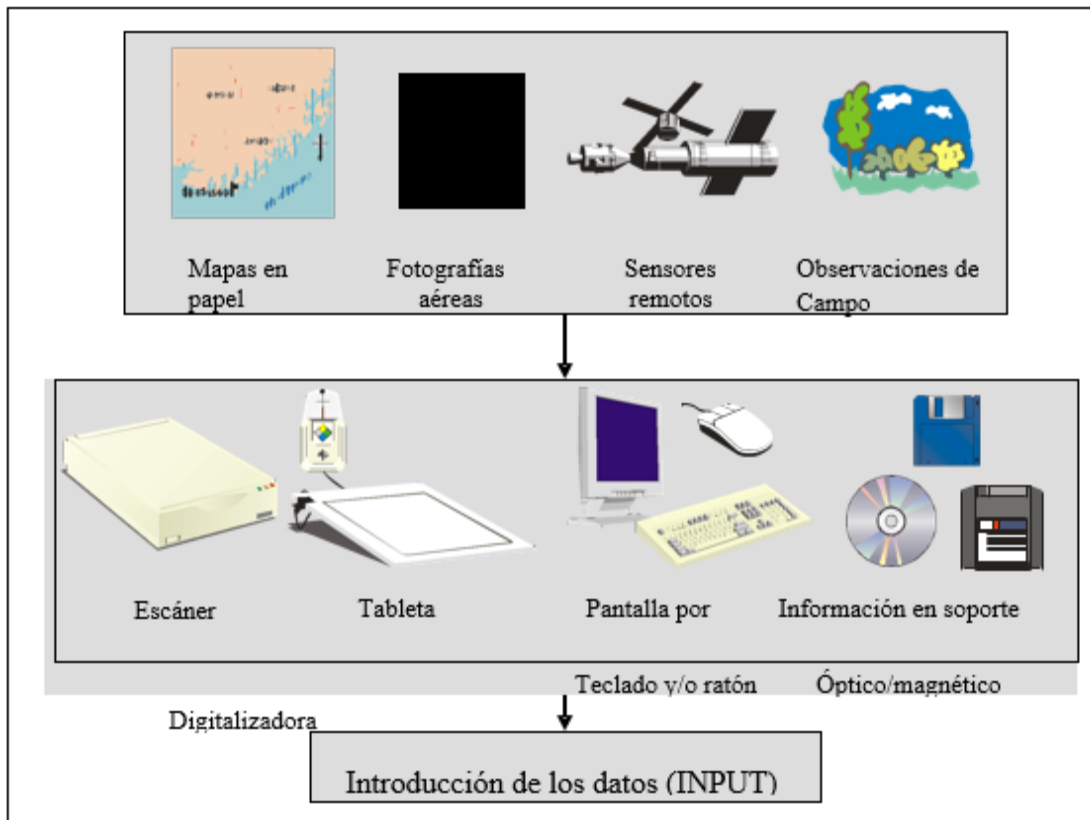 Mapas en
papel
Fotografías
aéreas
Sensores
remotos
Observaciones de
Campo
Escáner
Tableta
Pantalla por
Información en soporte
Teclado y/o ratón
Óptico/magnético
Digitalizadora
Introducción de los datos (INPUT)